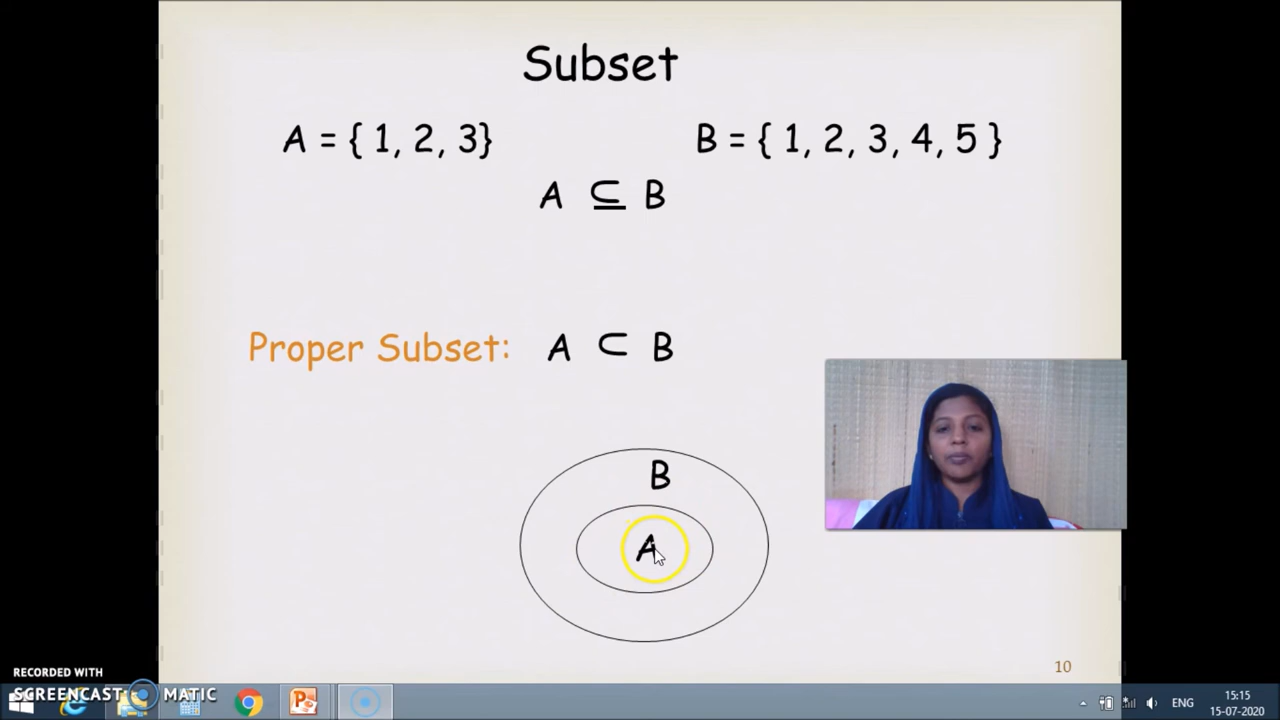 Subset
A = { 1, 2, 3} B = { 1, 2, 3, 4, 5 }
A ⊆ B
Proper Subset: A ⊂ B
B
A
10
RECORDED WITH
SCREENCAST MATIC
ENG
15:15
15-07-2020